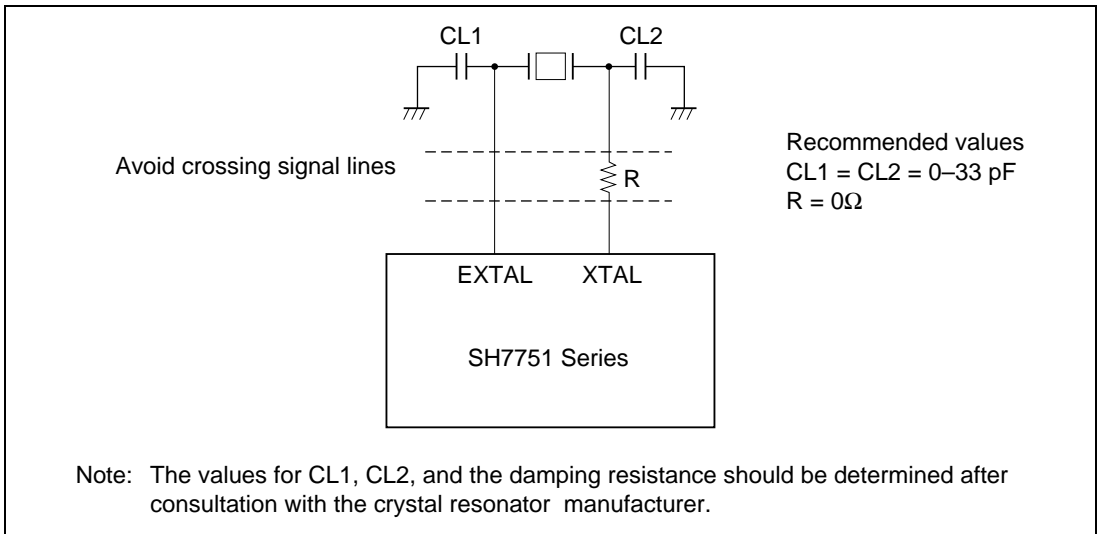 CL1
CL2
Avoid crossing signal lines
R
Recommended values
CL1 = CL2 = 0–33 pF
R = 0Ω
EXTAL
XTAL
SH7751 Series
Note: The values for CL1, CL2, and the damping resistance should be determined after
consultation with the crystal resonator manufacturer.